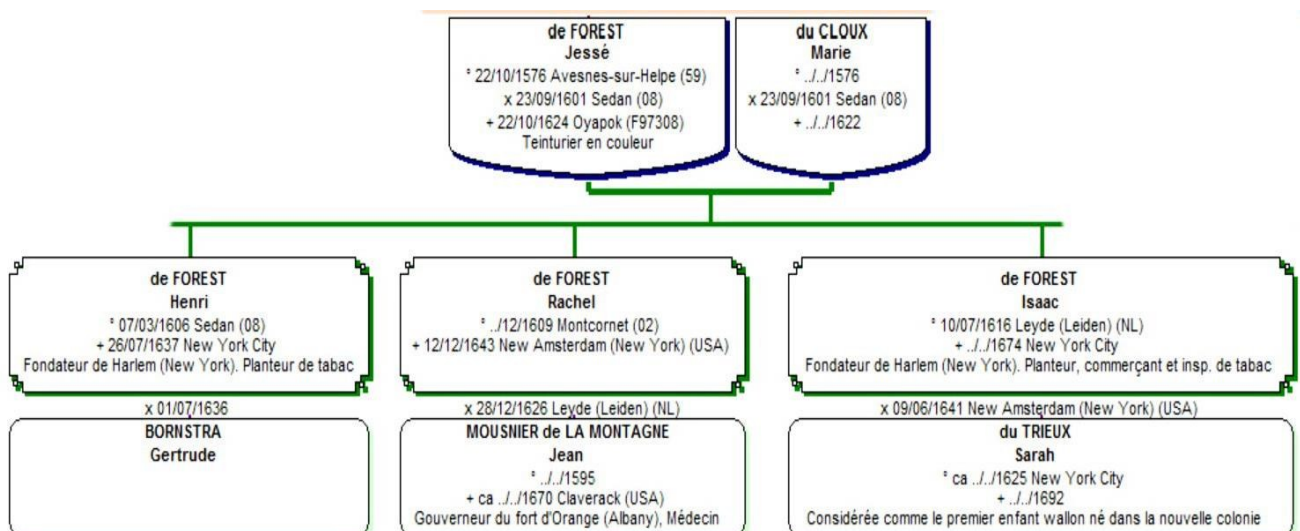 de FOREST
Jessé
° 22/10/1576 Avesnes-sur-Helpe (59)
x 23/09/1601 Sedan (08)
+ 22/10/1624 Oyapok (F97308)
Teinturier en couleur
du CLOUX
Marie
° ../../1576
x 23/09/1601 Sedan (08)
+ ../../1622
de FOREST
Henri
° 07/03/1606 Sedan (08)
+ 26/07/1637 New York City
Fondateur de Harlem (New York). Planteur de tabac
x 01/07/1636
BORNSTRA
Gertrude
de FOREST
Rachel
° ../12/1609 Montcornet (02)
+ 12/12/1643 New Amsterdam (New York) (USA)
x 28/12/1626 Leyde (Leiden) (NL)
MOUSNIER de LA MONTAGNE
Jean
° ../../1595
+ ca ../../1670 Claverack (USA)
Gouverneur du fort d'Orange (Albany), Médecin
de FOREST
Isaac
° 10/07/1616 Leyde (Leiden) (NL)
+ ../../1674 New York City
Fondateur de Harlem (New York). Planteur, commerçant et insp. de tabac
x 09/06/1641 New Amsterdam (New York) (USA)
du TRIEUX
Sarah
° ca ../../1625 New York City
+ ../../1692
Considérée comme le premier enfant wallon né dans la nouvelle colonie